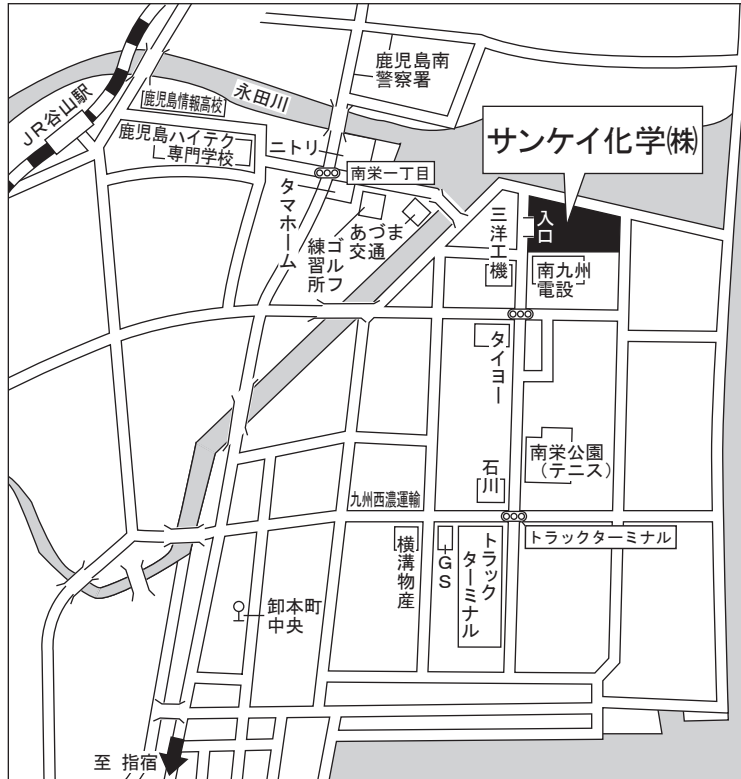 鹿児島南
警察署
永田川
JR谷山駅
鹿児島情報高校
鹿児島ハイテク
専門学校
ニトリ
南栄一丁目
サンケイ化学㈱
入口
タマホーム
ゴルフ
練習所
あづま
交通
三洋工機
南九州
電設
タイヨー
南栄公園
(テニス)
石川
九州西濃運輸
トラックターミナル
横溝物産
GS
トラック
ターミナル
卸本町
中央
至 指宿